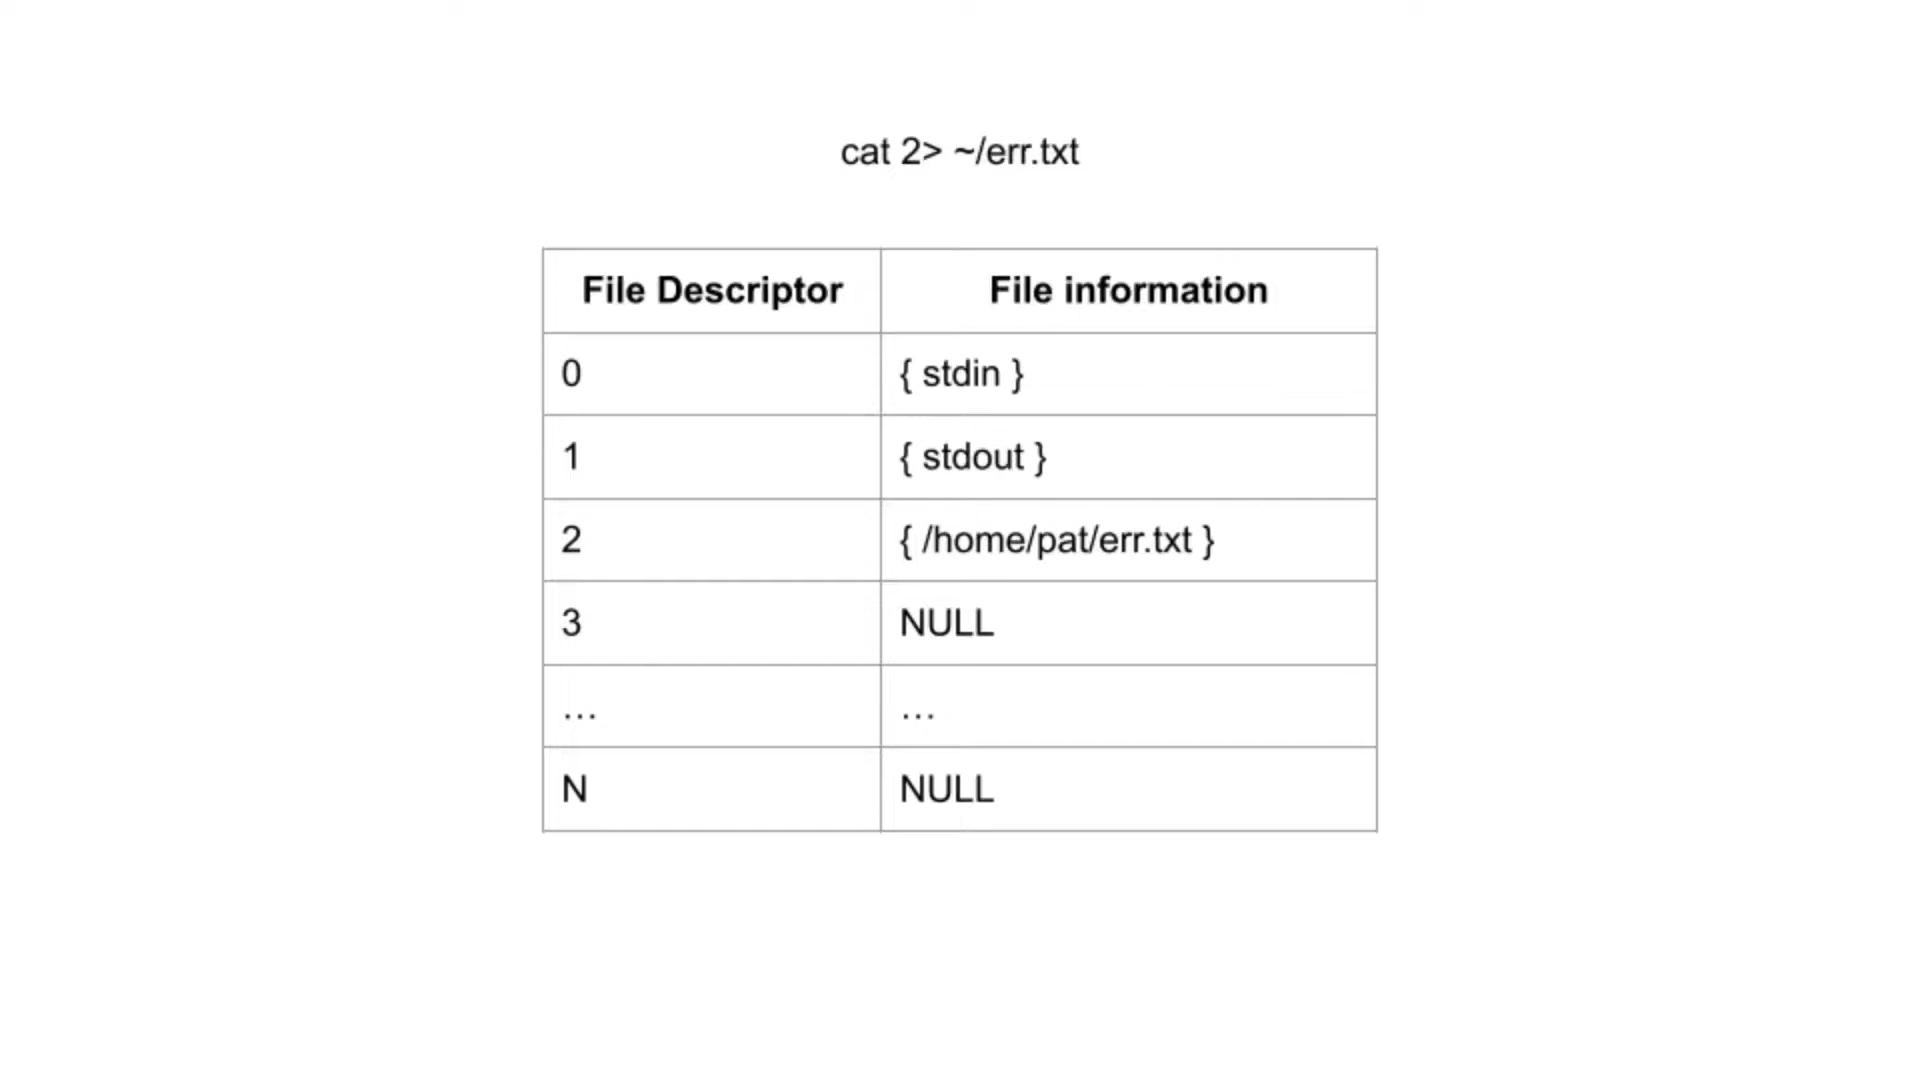 cat 2> ~/err.txt
File Descriptor File information
0 { stdin }
1 { stdout }
2 { /home/pat/err.txt }
3 NULL
… …
N NULL